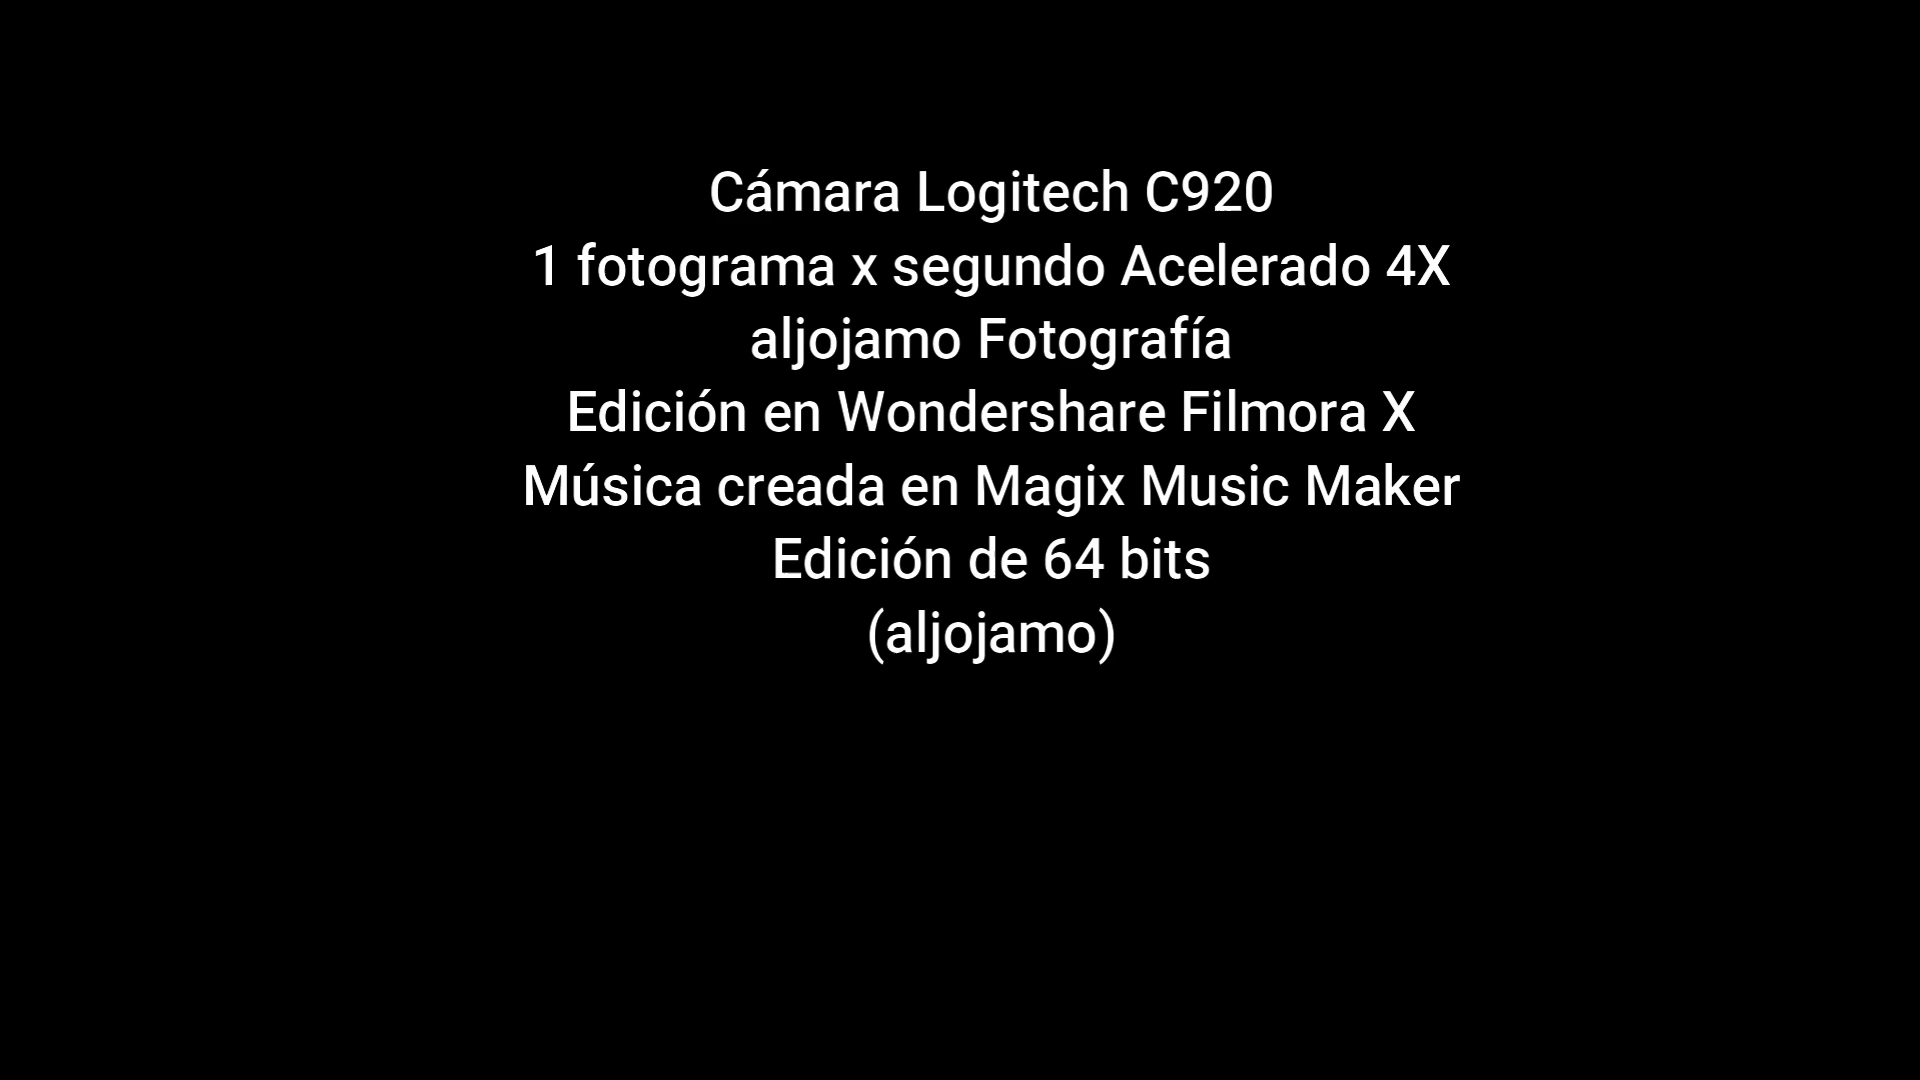 Cámara Logitech C920
1 fotograma x segundo Acelerado 4X
aljojamo Fotografía
Edición en Wondershare Filmora X
Música creada en Magix Music Maker
Edición de 64 bits
(aljojamo)